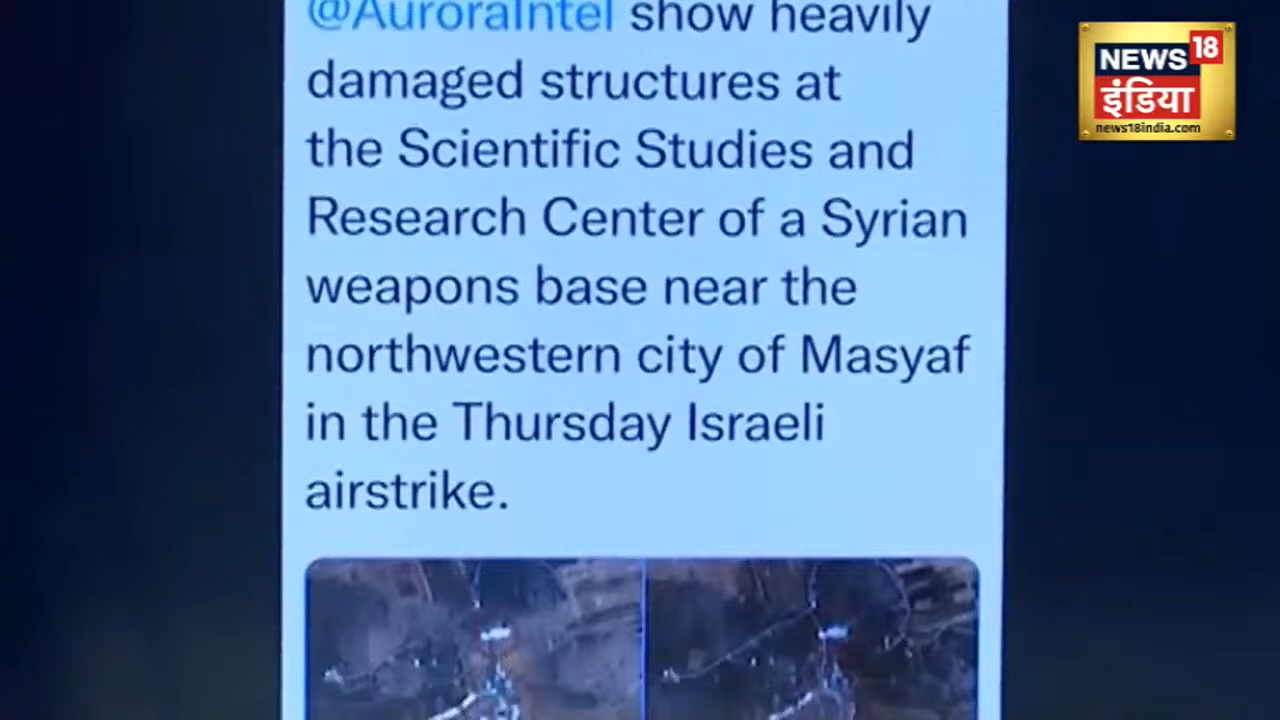 @AuroraIntel show heavily
damaged structures at
the Scientific Studies and
Research Center of a Syrian
weapons base near the
northwestern city of Masyaf
in the Thursday Israeli
airstrike.
NEWS 18
इंडिया
news18india.com